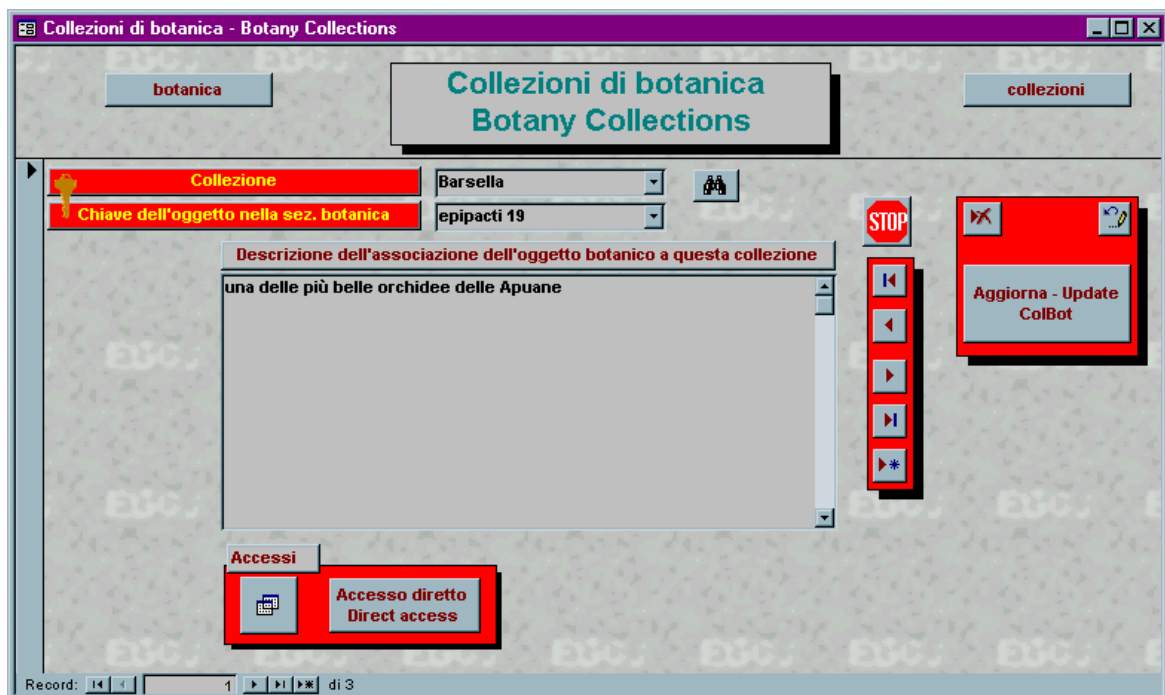 Collezioni di botanica - Botany Collections
botanica
Collezioni di botanica
Botany Collections
collezioni
Collezione
Barsella
Chiave dell'oggetto nella sez. botanica
epipacti 19
STOP
Descrizione dell'associazione dell'oggetto botanico a questa collezione
una delle più belle orchidee delle Apuane
Aggiorna - Update
ColBot
Accessi
Accesso diretto
Direct access
Record: 1 di 3